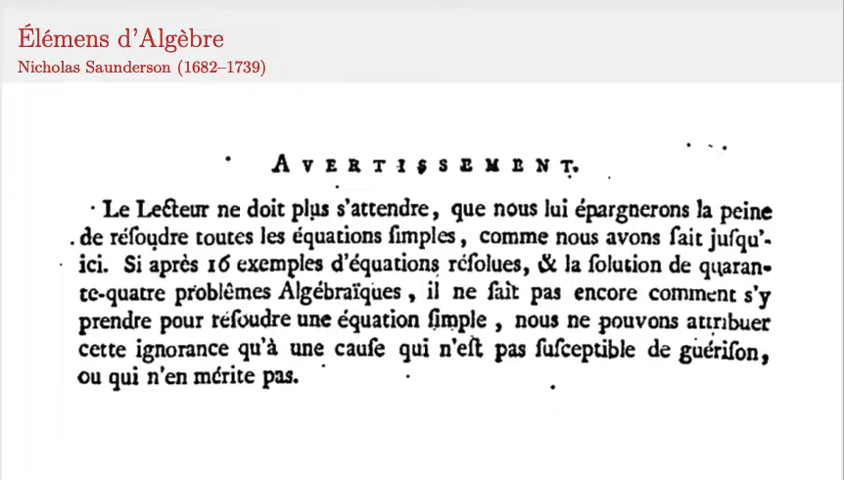 Élémens d'Algèbre
Nicholas Saunderson (1682–1739)
AVERTISSEMENT.
Le Lecteur ne doit plus s'attendre, que nous lui épargnerons la peine
de réſoudre toutes les équations ſimples, comme nous avons fait juſqu'-
ici. Si après 16 exemples d'équations réſolues, & la ſolution de quaran-
te-quatre problêmes Algébraïques, il ne ſait pas encore comment s'y
prendre pour réſoudre une équation ſimple, nous ne pouvons attribuer
cette ignorance qu'à une cauſe qui n'eſt pas ſuſceptible de guériſon,
ou qui n'en mérite pas.